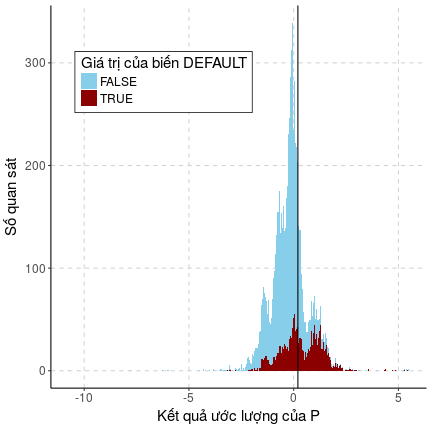 Giá trị của biến DEFAULT
FALSE
TRUE
Số quan sát
300
200
100
0
-10
-5
0
5
Kết quả ước lượng của P